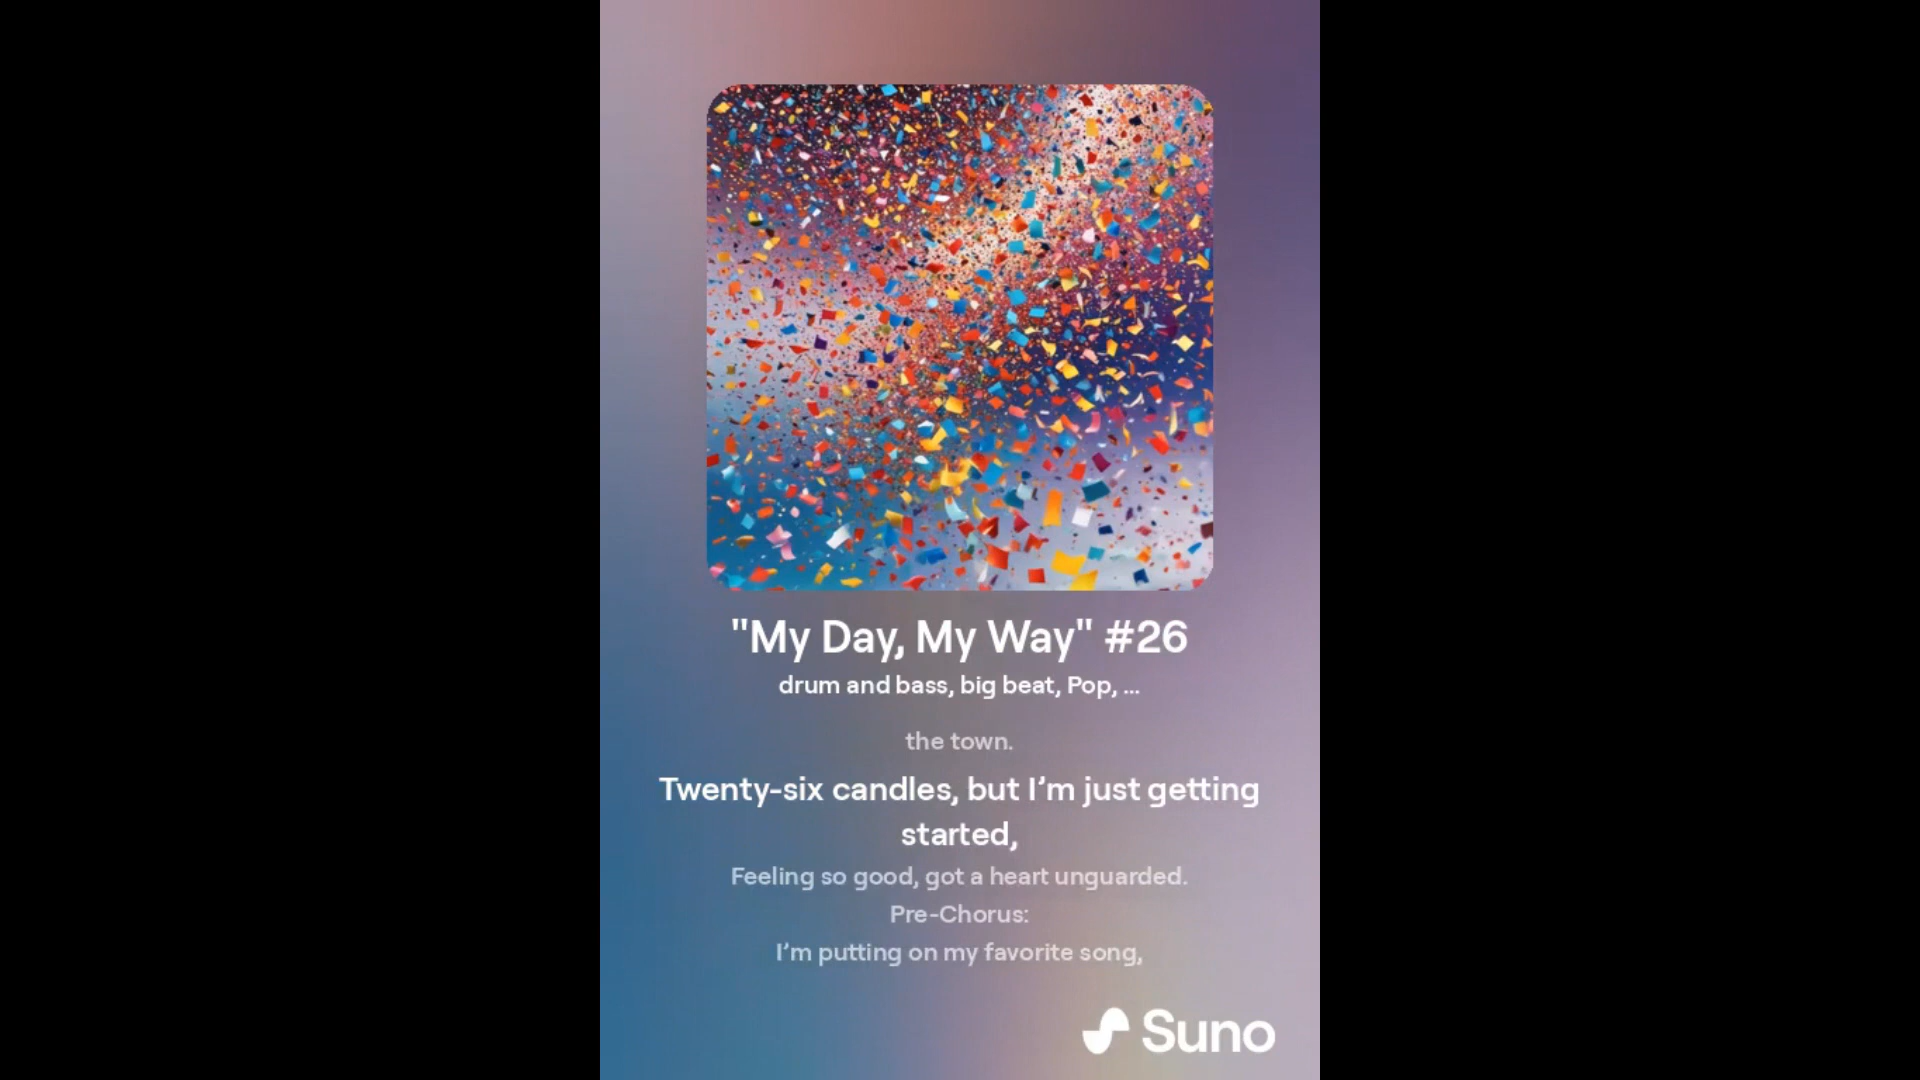 "My Day, My Way" #26
drum and bass, big beat, Pop, ...
the town.
Twenty-six candles, but I’m just getting
started,
Feeling so good, got a heart unguarded.
Pre-Chorus:
I’m putting on my favorite song,
Suno